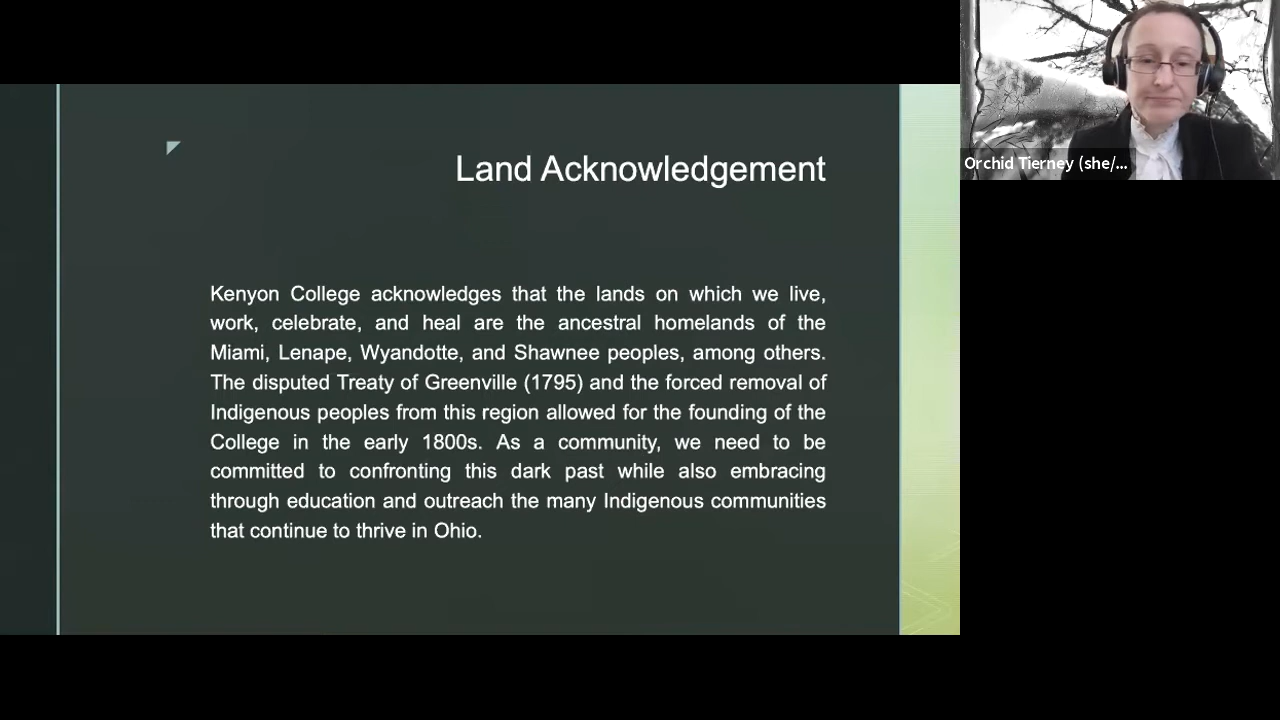 Land Acknowledgement
Kenyon College acknowledges that the lands on which we live,
work, celebrate, and heal are the ancestral homelands of the
Miami, Lenape, Wyandotte, and Shawnee peoples, among others.
The disputed Treaty of Greenville (1795) and the forced removal of
Indigenous peoples from this region allowed for the founding of the
College in the early 1800s. As a community, we need to be
committed to confronting this dark past while also embracing
through education and outreach the many Indigenous communities
that continue to thrive in Ohio.
Orchid Tierney (she/...